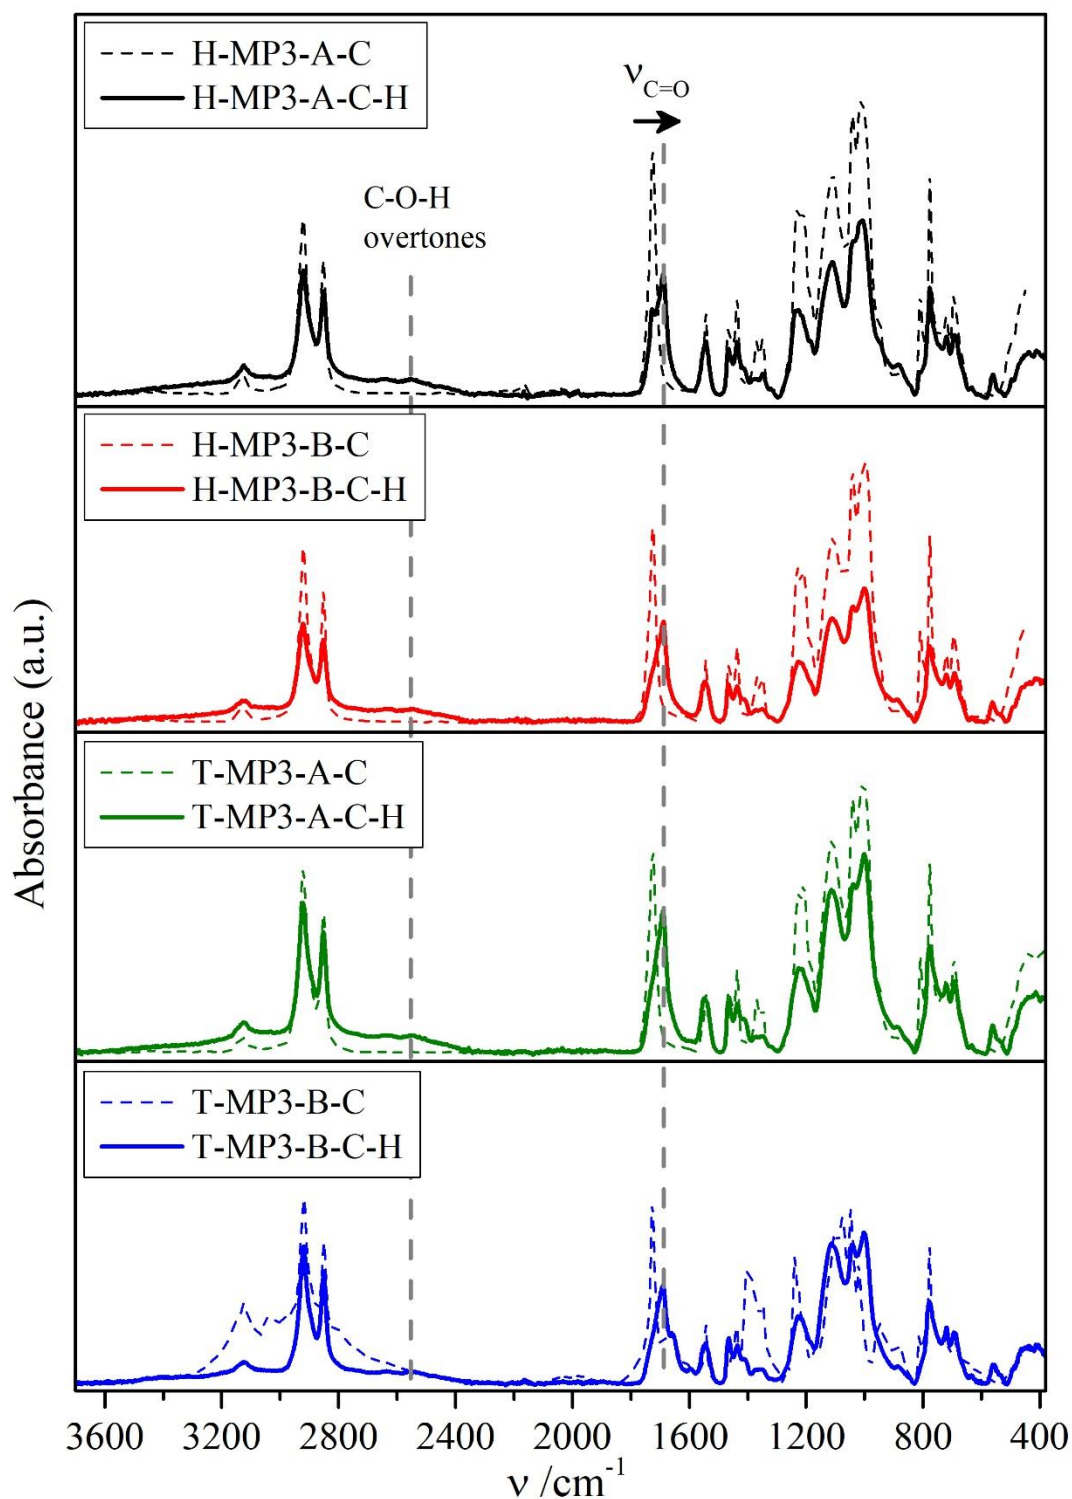 H-MP3-A-C
H-MP3-A-C-H
νC=O
C-O-H
overtones
H-MP3-B-C
H-MP3-B-C-H
T-MP3-A-C
T-MP3-A-C-H
T-MP3-B-C
T-MP3-B-C-H
Absorbance (a.u.)
3600 2800 2400 2000 1600 1200 800 400
ν /cm-1